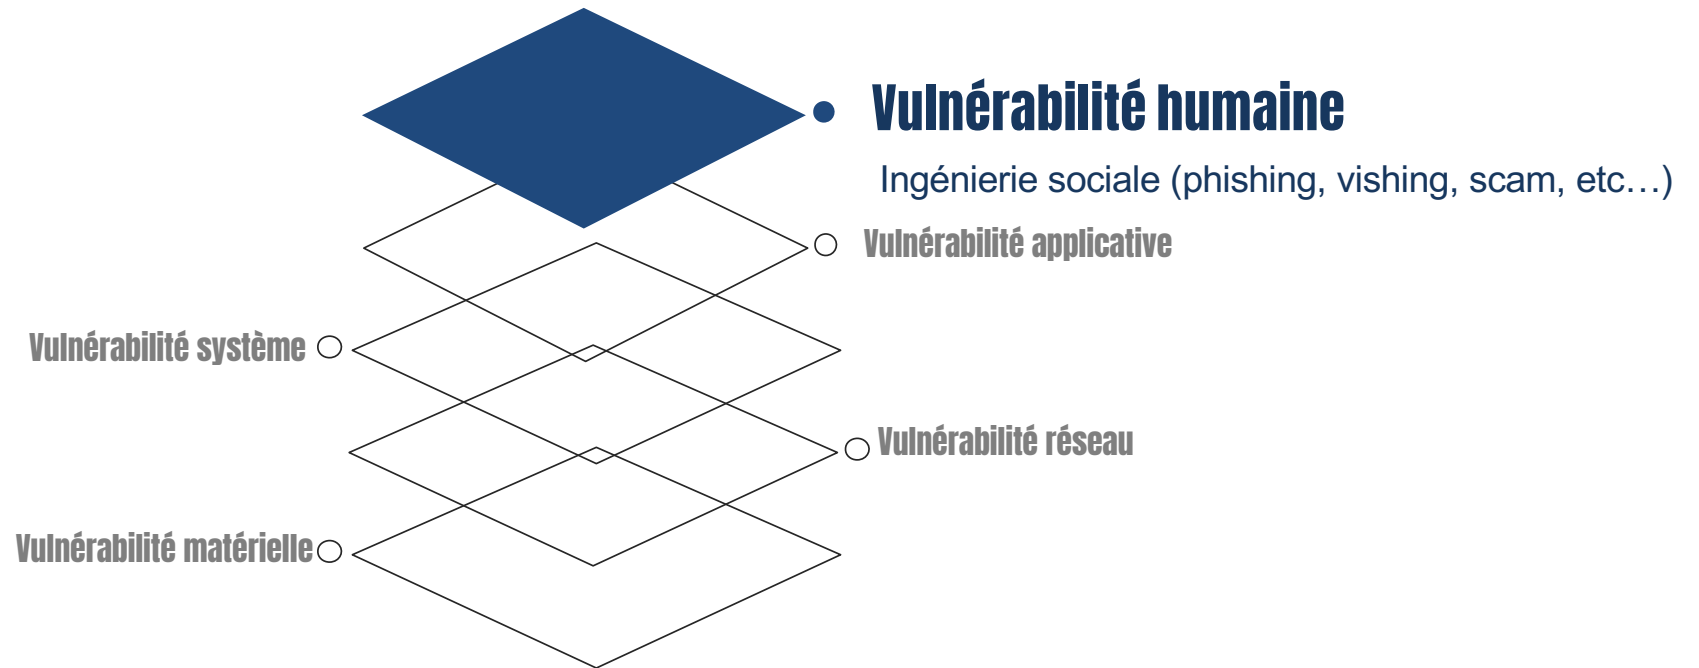 Vulnérabilité humaine
Ingénierie sociale (phishing, vishing, scam, etc…)
Vulnérabilité applicative
Vulnérabilité système
Vulnérabilité réseau
Vulnérabilité matérielle